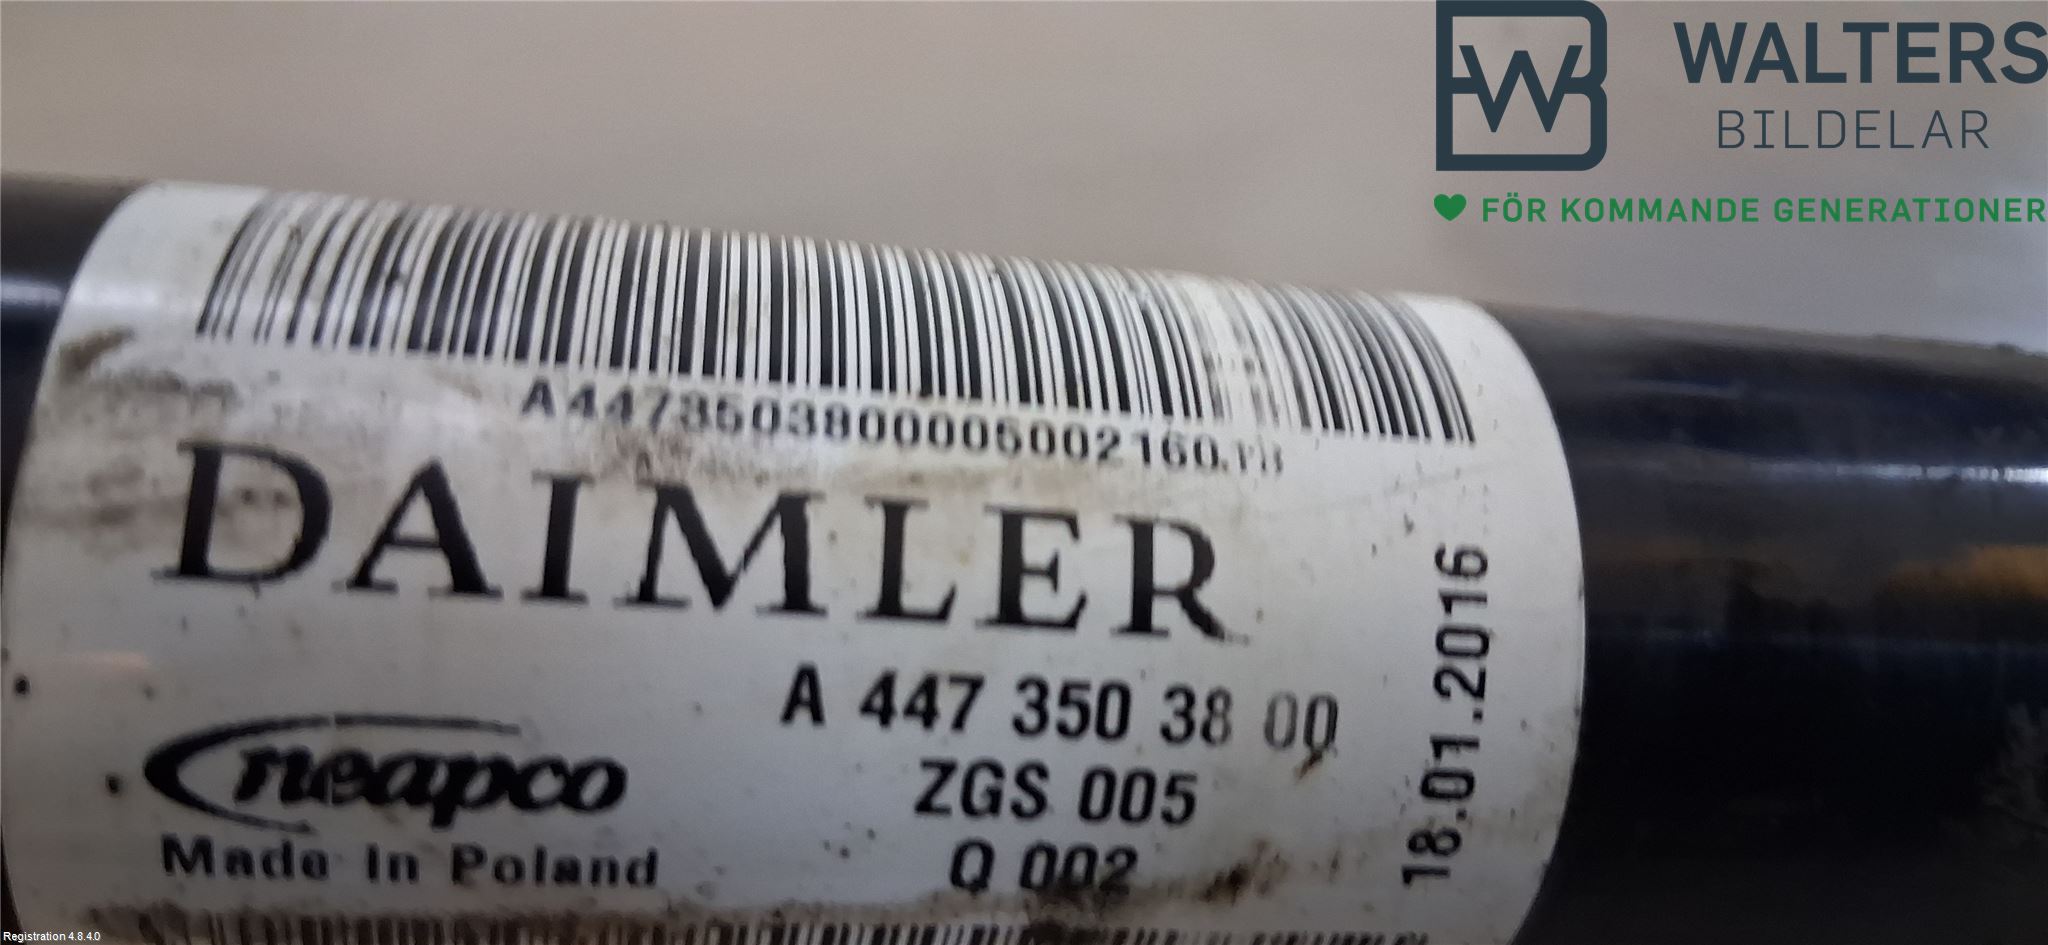 WALTERS
BILDELAR
FÖR KOMMANDE GENERATIONER
A4473503800005002160.
DAIMLER
A 447 350 38 00
ZGS 005
Q 002
18.01.2016
neapco
Made in Poland
Registration 4.8.4.0